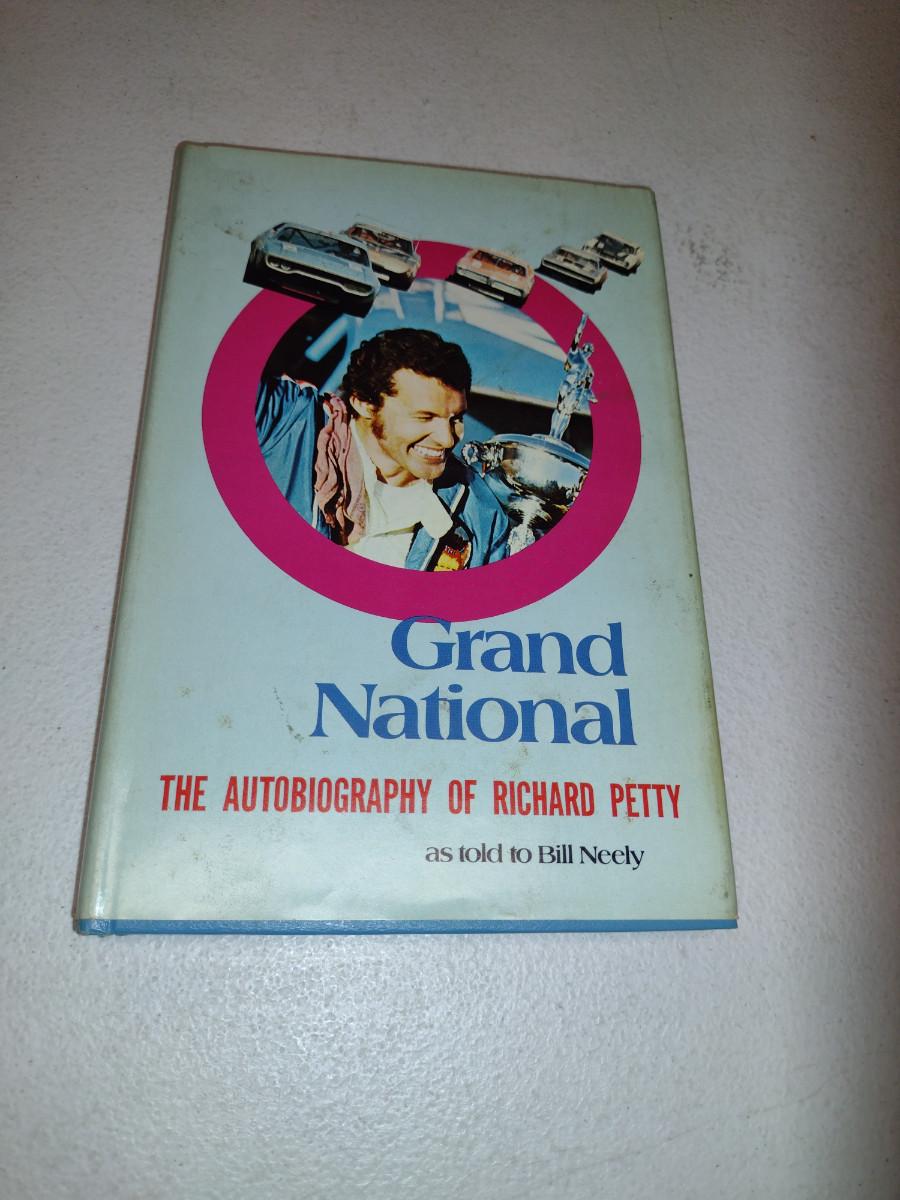 Grand
National
THE AUTOBIOGRAPHY OF RICHARD PETTY
as told to Bill Neely